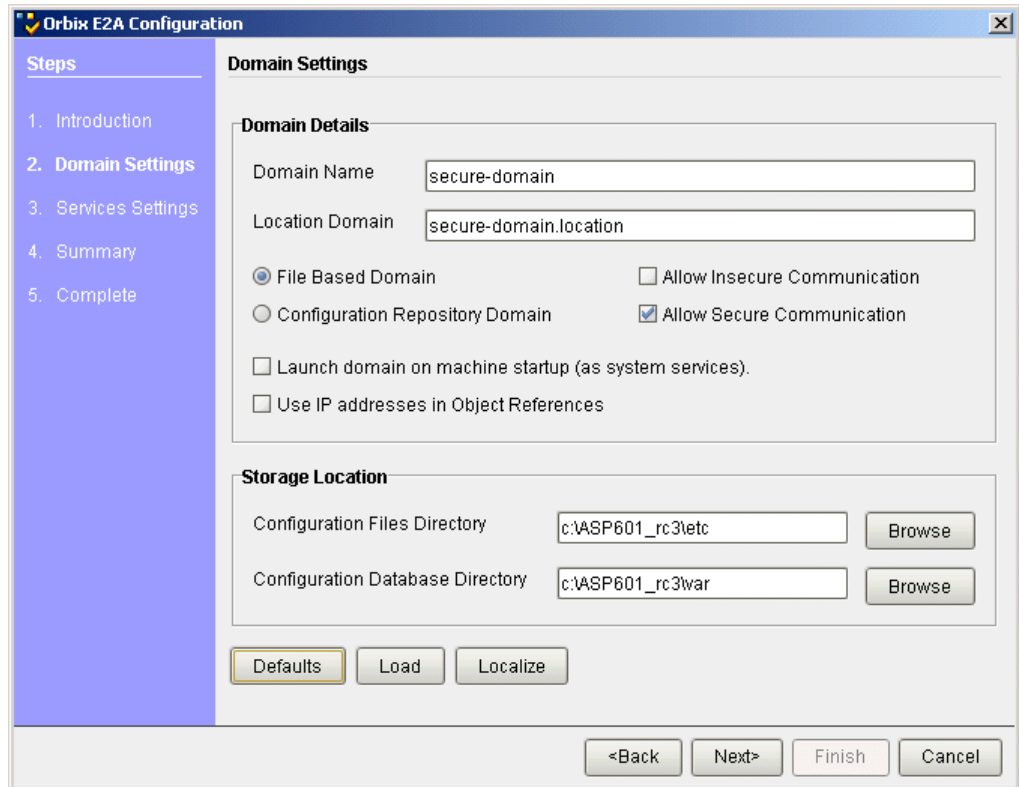 Orbix E2A Configuration
Steps
1. Introduction
2. Domain Settings
3. Services Settings
4. Summary
5. Complete
Domain Settings
Domain Details
Domain Name secure-domain
Location Domain secure-domain.location
File Based Domain Allow Insecure Communication
Configuration Repository Domain Allow Secure Communication
Launch domain on machine startup (as system services).
Use IP addresses in Object References
Storage Location
Configuration Files Directory c:\ASP601_rc3\etc Browse
Configuration Database Directory c:\ASP601_rc3\var Browse
Defaults Load Localize
<Back Next> Finish Cancel